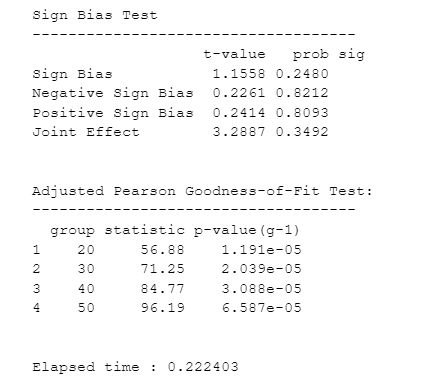 Sign Bias Test
------------------------------------
                   t-value   prob sig
Sign Bias           1.1558 0.2480
Negative Sign Bias  0.2261 0.8212
Positive Sign Bias  0.2414 0.8093
Joint Effect        3.2887 0.3492

Adjusted Pearson Goodness-of-Fit Test:
------------------------------------
  group statistic p-value(g-1)
1    20     56.88    1.191e-05
2    30     71.25    2.039e-05
3    40     84.77    3.088e-05
4    50     96.19    6.587e-05

Elapsed time : 0.222403